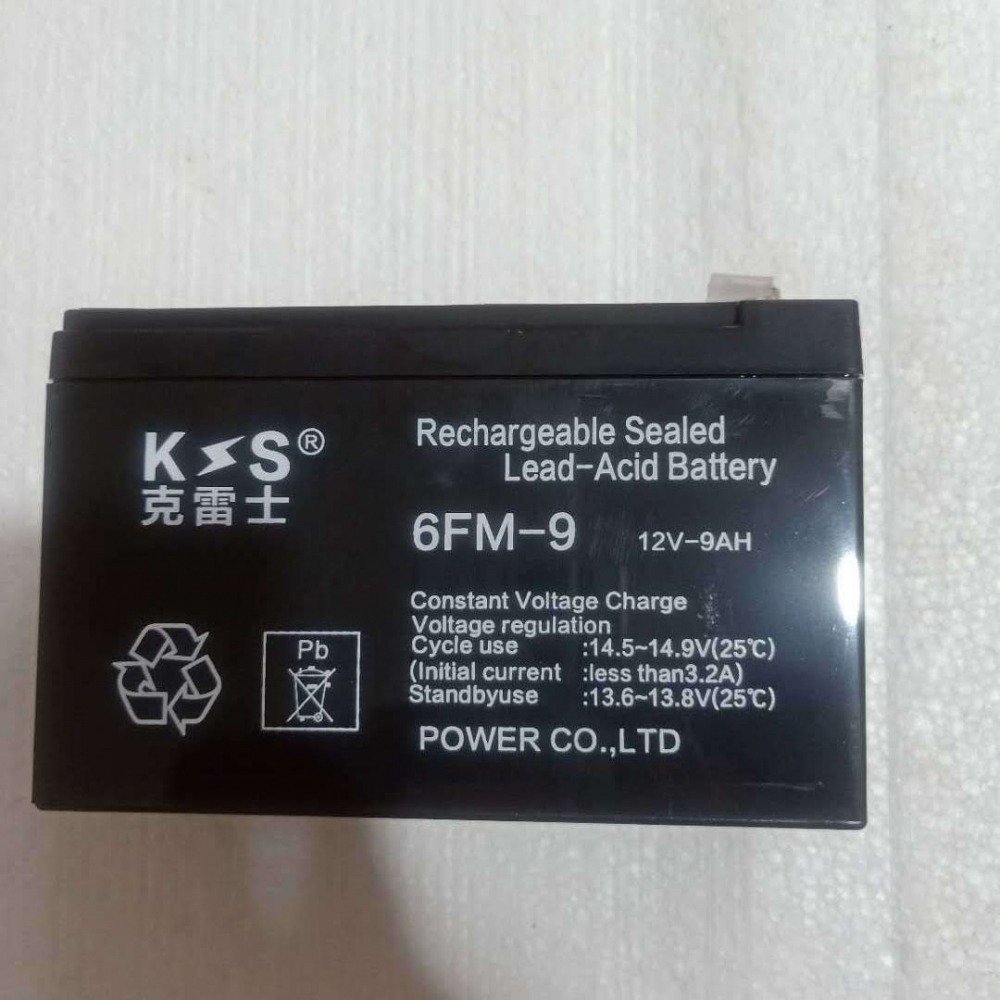 K S®
克雷士
Rechargeable Sealed
Lead-Acid Battery
6FM-9 12V-9AH
Constant Voltage Charge
Voltage regulation
Cycle use :14.5~14.9V(25℃)
(Initial current :less than3.2A)
Standbyuse :13.6~13.8V(25℃)
POWER CO.,LTD
Pb